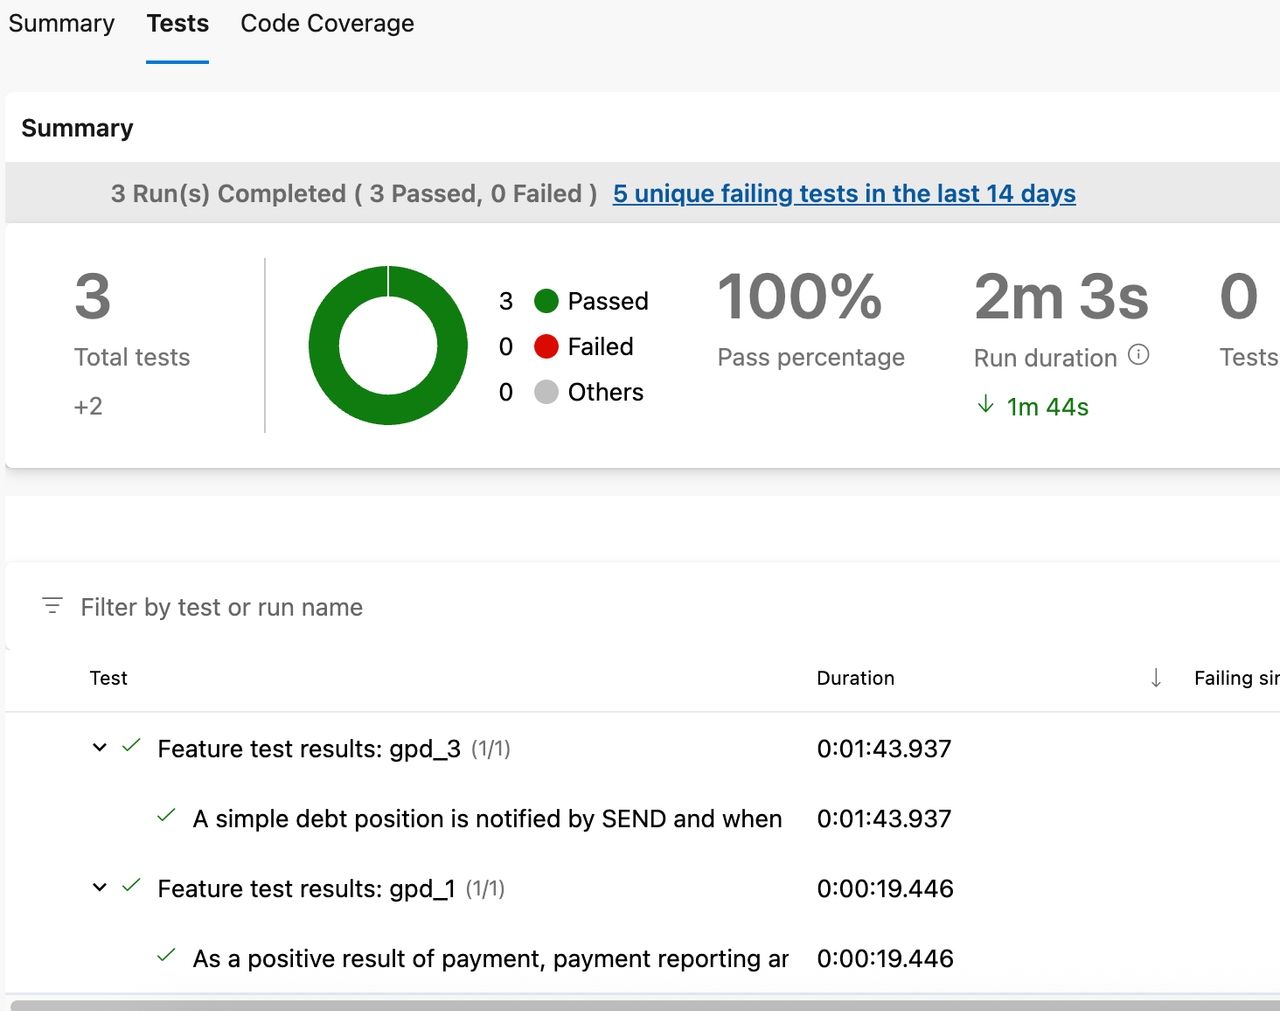 Summary Tests Code Coverage
Summary
3 Run(s) Completed ( 3 Passed, 0 Failed ) 5 unique failing tests in the last 14 days
3
Total tests
+2
3 Passed
0 Failed
0 Others
100%
Pass percentage
2m 3s
Run duration
1m 44s
0
Tests
Filter by test or run name
Test Duration Failing
Feature test results: gpd_3 (1/1) 0:01:43.937
A simple debt position is notified by SEND and when 0:01:43.937
Feature test results: gpd_1 (1/1) 0:00:19.446
As a positive result of payment, payment reporting 0:00:19.446